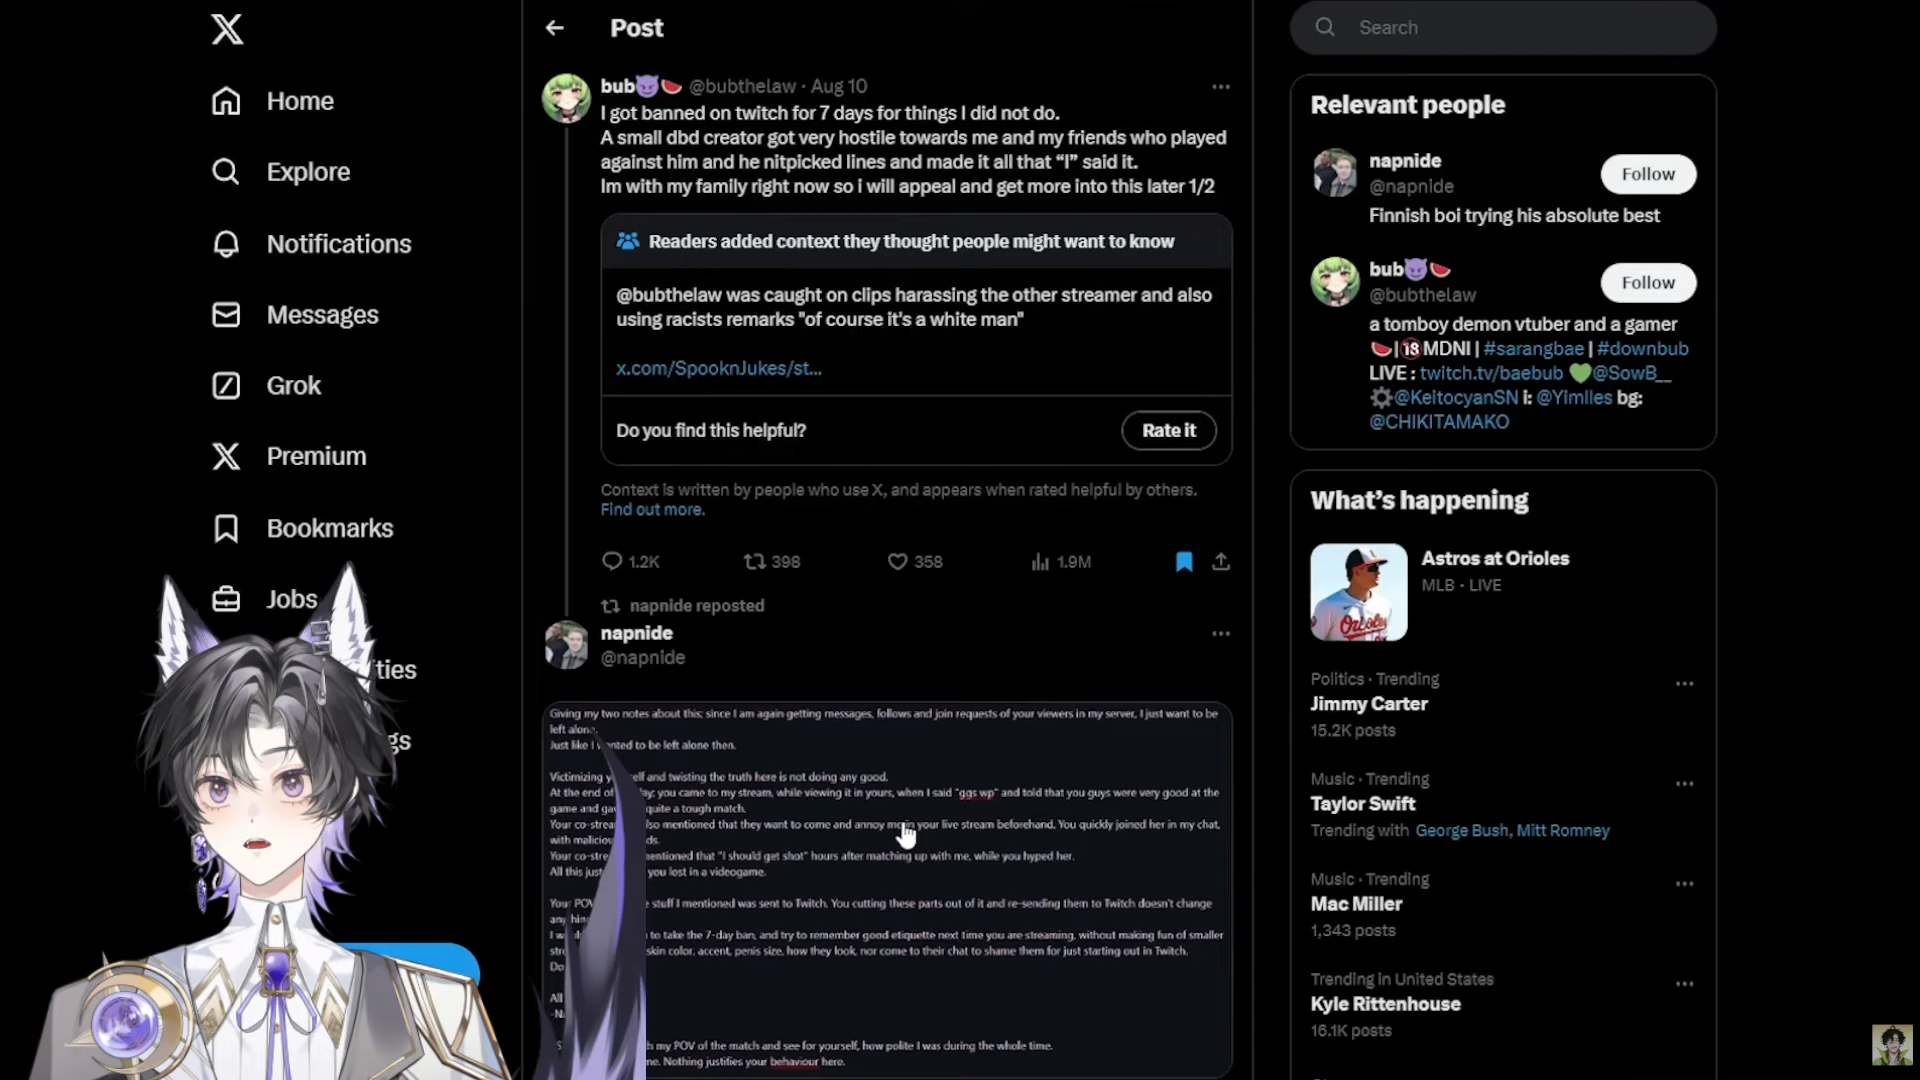 Home
Explore
Notifications
Messages
Grok
Premium
Bookmarks
Jobs
ties
gs
Post
bub @bubthelaw · Aug 10
I got banned on twitch for 7 days for things I did not do.
A small dbd creator got very hostile towards me and my friends who played
against him and he nitpicked lines and made it all that “I” said it.
Im with my family right now so i will appeal and get more into this later 1/2
Readers added context they thought people might want to know
@bubthelaw was caught on clips harassing the other streamer and also
using racists remarks "of course it's a white man"
x.com/SpooknJukes/st...
Do you find this helpful?
Rate it
Context is written by people who use X, and appears when rated helpful by others.
Find out more.
1.2K 398 358 1.9M
napnide reposted
napnide
@napnide
Giving my two notes about this; since I am again getting messages, follows and join requests of your viewers in my server, I just want to be
left alone.
Just like I wanted to be left alone then.
Victimizing yourself and twisting the truth here is not doing any good.
At the end of day; you came to my stream, while viewing it in yours, when I said "ggs wp" and told that you guys were very good at the
game and gave quite a tough match.
Your co-streamer also mentioned that they want to come and annoy me in your live stream beforehand. You quickly joined her in my chat,
with malicious
Your co-streamer mentioned that "I should get shot" hours after matching up with me, while you hyped her.
All this just you lost in a videogame.
Your POV stuff I mentioned was sent to Twitch. You cutting these parts out of it and re-sending them to Twitch doesn't change
anything
to take the 7-day ban, and try to remember good etiquette next time you are streaming, without making fun of smaller
skin color, accent, penis size, how they look, nor come to their chat to shame them for just starting out in Twitch.
Do
All
my POV of the match and see for yourself, how polite I was during the whole time.
Nothing justifies your behaviour here.
Search
Relevant people
napnide
@napnide
Follow
Finnish boi trying his absolute best
bub
@bubthelaw
Follow
a tomboy demon vtuber and a gamer
| MDNI | #sarangbae | #downbub
LIVE : twitch.tv/baebub @SowB__
@KeitocyanSN i: @Yimlles bg:
@CHIKITAMAKO
What’s happening
Astros at Orioles
MLB · LIVE
Politics · Trending
Jimmy Carter
15.2K posts
Music · Trending
Taylor Swift
Trending with George Bush, Mitt Romney
Music · Trending
Mac Miller
1,343 posts
Trending in United States
Kyle Rittenhouse
16.1K posts